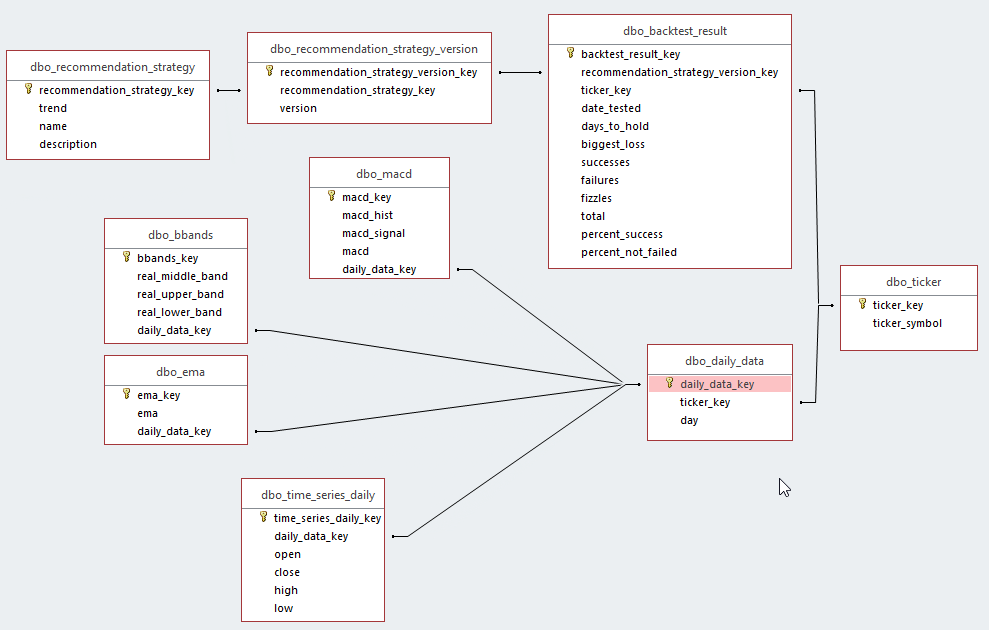 dbo_recommendation_strategy
recommendation_strategy_key
trend
name
description
dbo_recommendation_strategy_version
recommendation_strategy_version_key
recommendation_strategy_key
version
dbo_backtest_result
backtest_result_key
recommendation_strategy_version_key
ticker_key
date_tested
days_to_hold
biggest_loss
successes
failures
fizzles
total
percent_success
percent_not_failed
dbo_macd
macd_key
macd_hist
macd_signal
macd
daily_data_key
dbo_bbands
bbands_key
real_middle_band
real_upper_band
real_lower_band
daily_data_key
dbo_ticker
ticker_key
ticker_symbol
dbo_ema
ema_key
ema
daily_data_key
dbo_daily_data
daily_data_key
ticker_key
day
dbo_time_series_daily
time_series_daily_key
daily_data_key
open
close
high
low